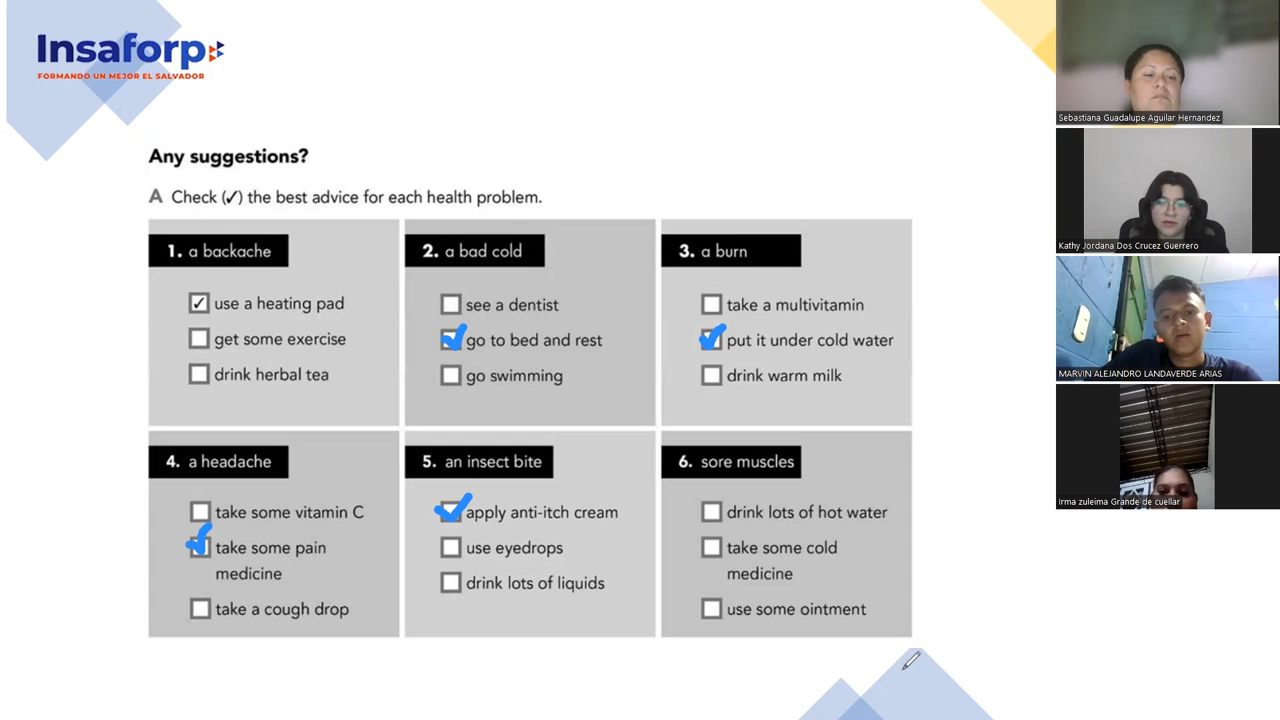 Insaforp
FORMANDO UN MEJOR EL SALVADOR
Any suggestions?
A Check (✓) the best advice for each health problem.
1. a backache
✓ use a heating pad
get some exercise
drink herbal tea
2. a bad cold
see a dentist
✓ go to bed and rest
go swimming
3. a burn
take a multivitamin
✓ put it under cold water
drink warm milk
4. a headache
take some vitamin C
✓ take some pain
medicine
take a cough drop
5. an insect bite
✓ apply anti-itch cream
use eyedrops
drink lots of liquids
6. sore muscles
drink lots of hot water
take some cold
medicine
use some ointment
Sebastiana Guadalupe Aguilar Hernandez
Kathy Jordana Dos Crucez Guerrero
MARVIN ALEJANDRO LANDAVERDE ARIAS
Irma zuleima Grande de cuellar